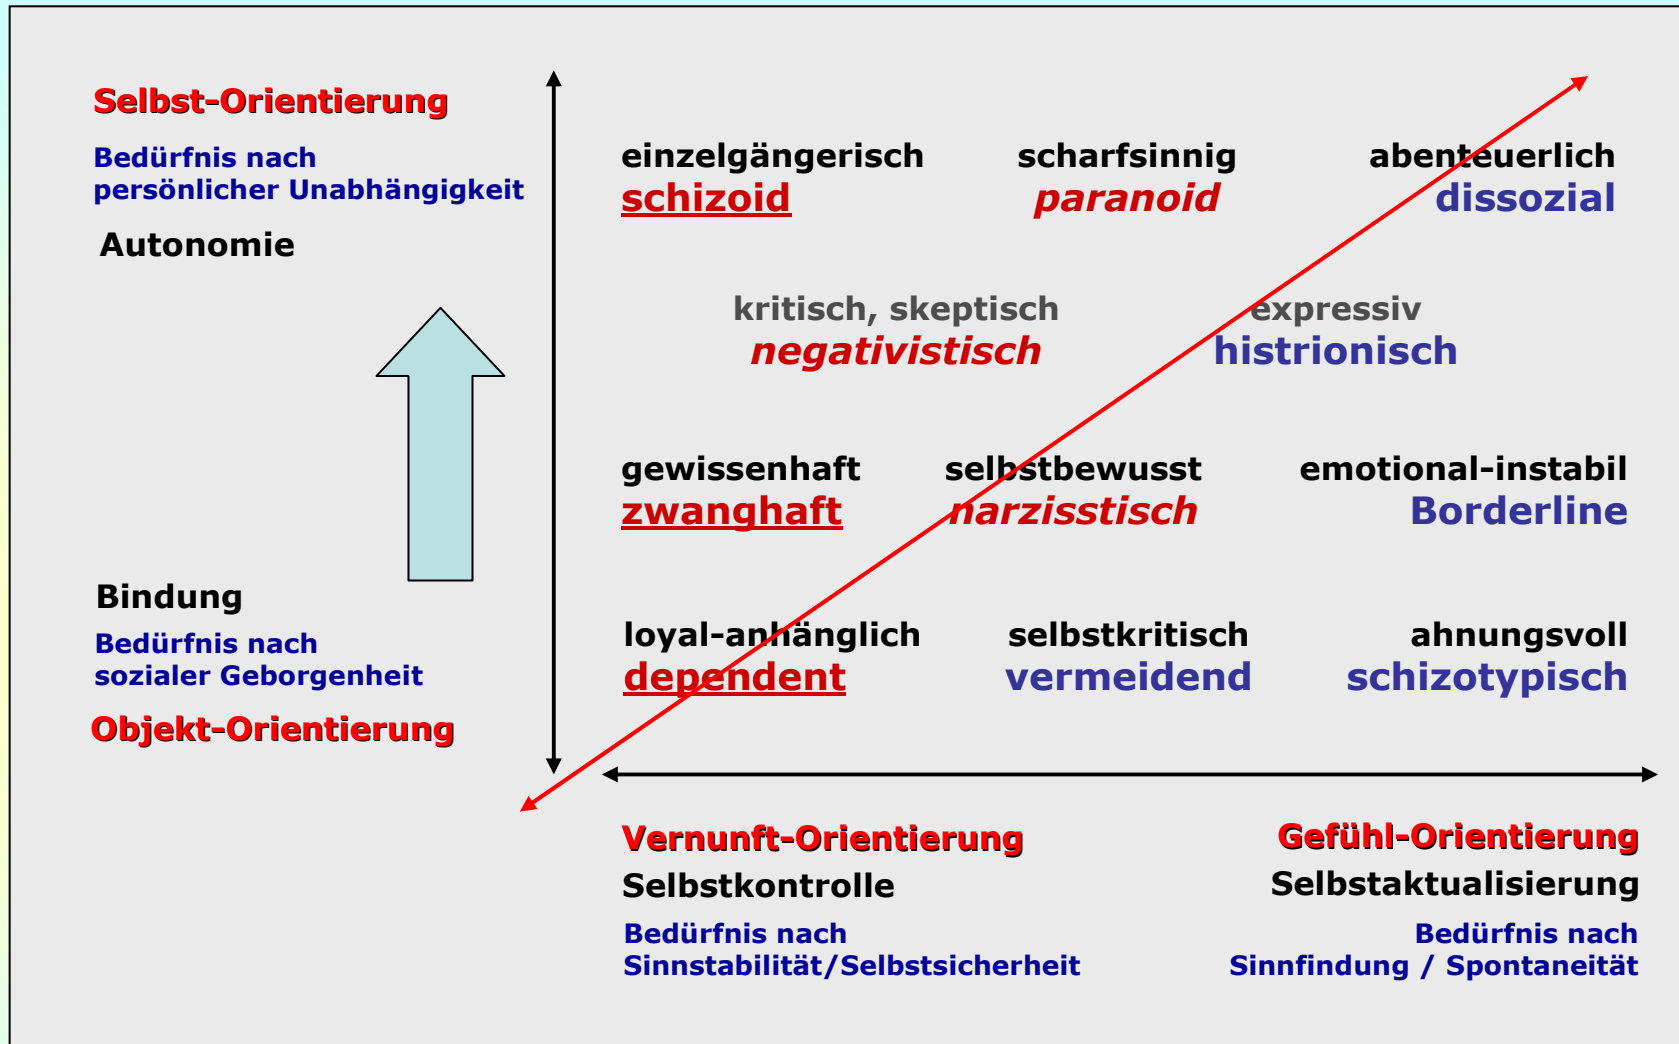 Selbst-Orientierung
Bedürfnis nach
persönlicher Unabhängigkeit
Autonomie
einzelgängerisch scharfsinnig abenteuerlich
schizoid paranoid dissozial
kritisch, skeptisch expressiv
negativistisch histrionisch
gewissenhaft selbstbewusst emotional-instabil
zwanghaft narzisstisch Borderline
Bindung
Bedürfnis nach
sozialer Geborgenheit
Objekt-Orientierung
loyal-anhänglich selbstkritisch ahnungsvoll
dependent vermeidend schizotypisch
Vernunft-Orientierung
Selbstkontrolle
Bedürfnis nach
Sinnstabilität/Selbstsicherheit
Gefühl-Orientierung
Selbstaktualisierung
Bedürfnis nach
Sinnfindung / Spontaneität